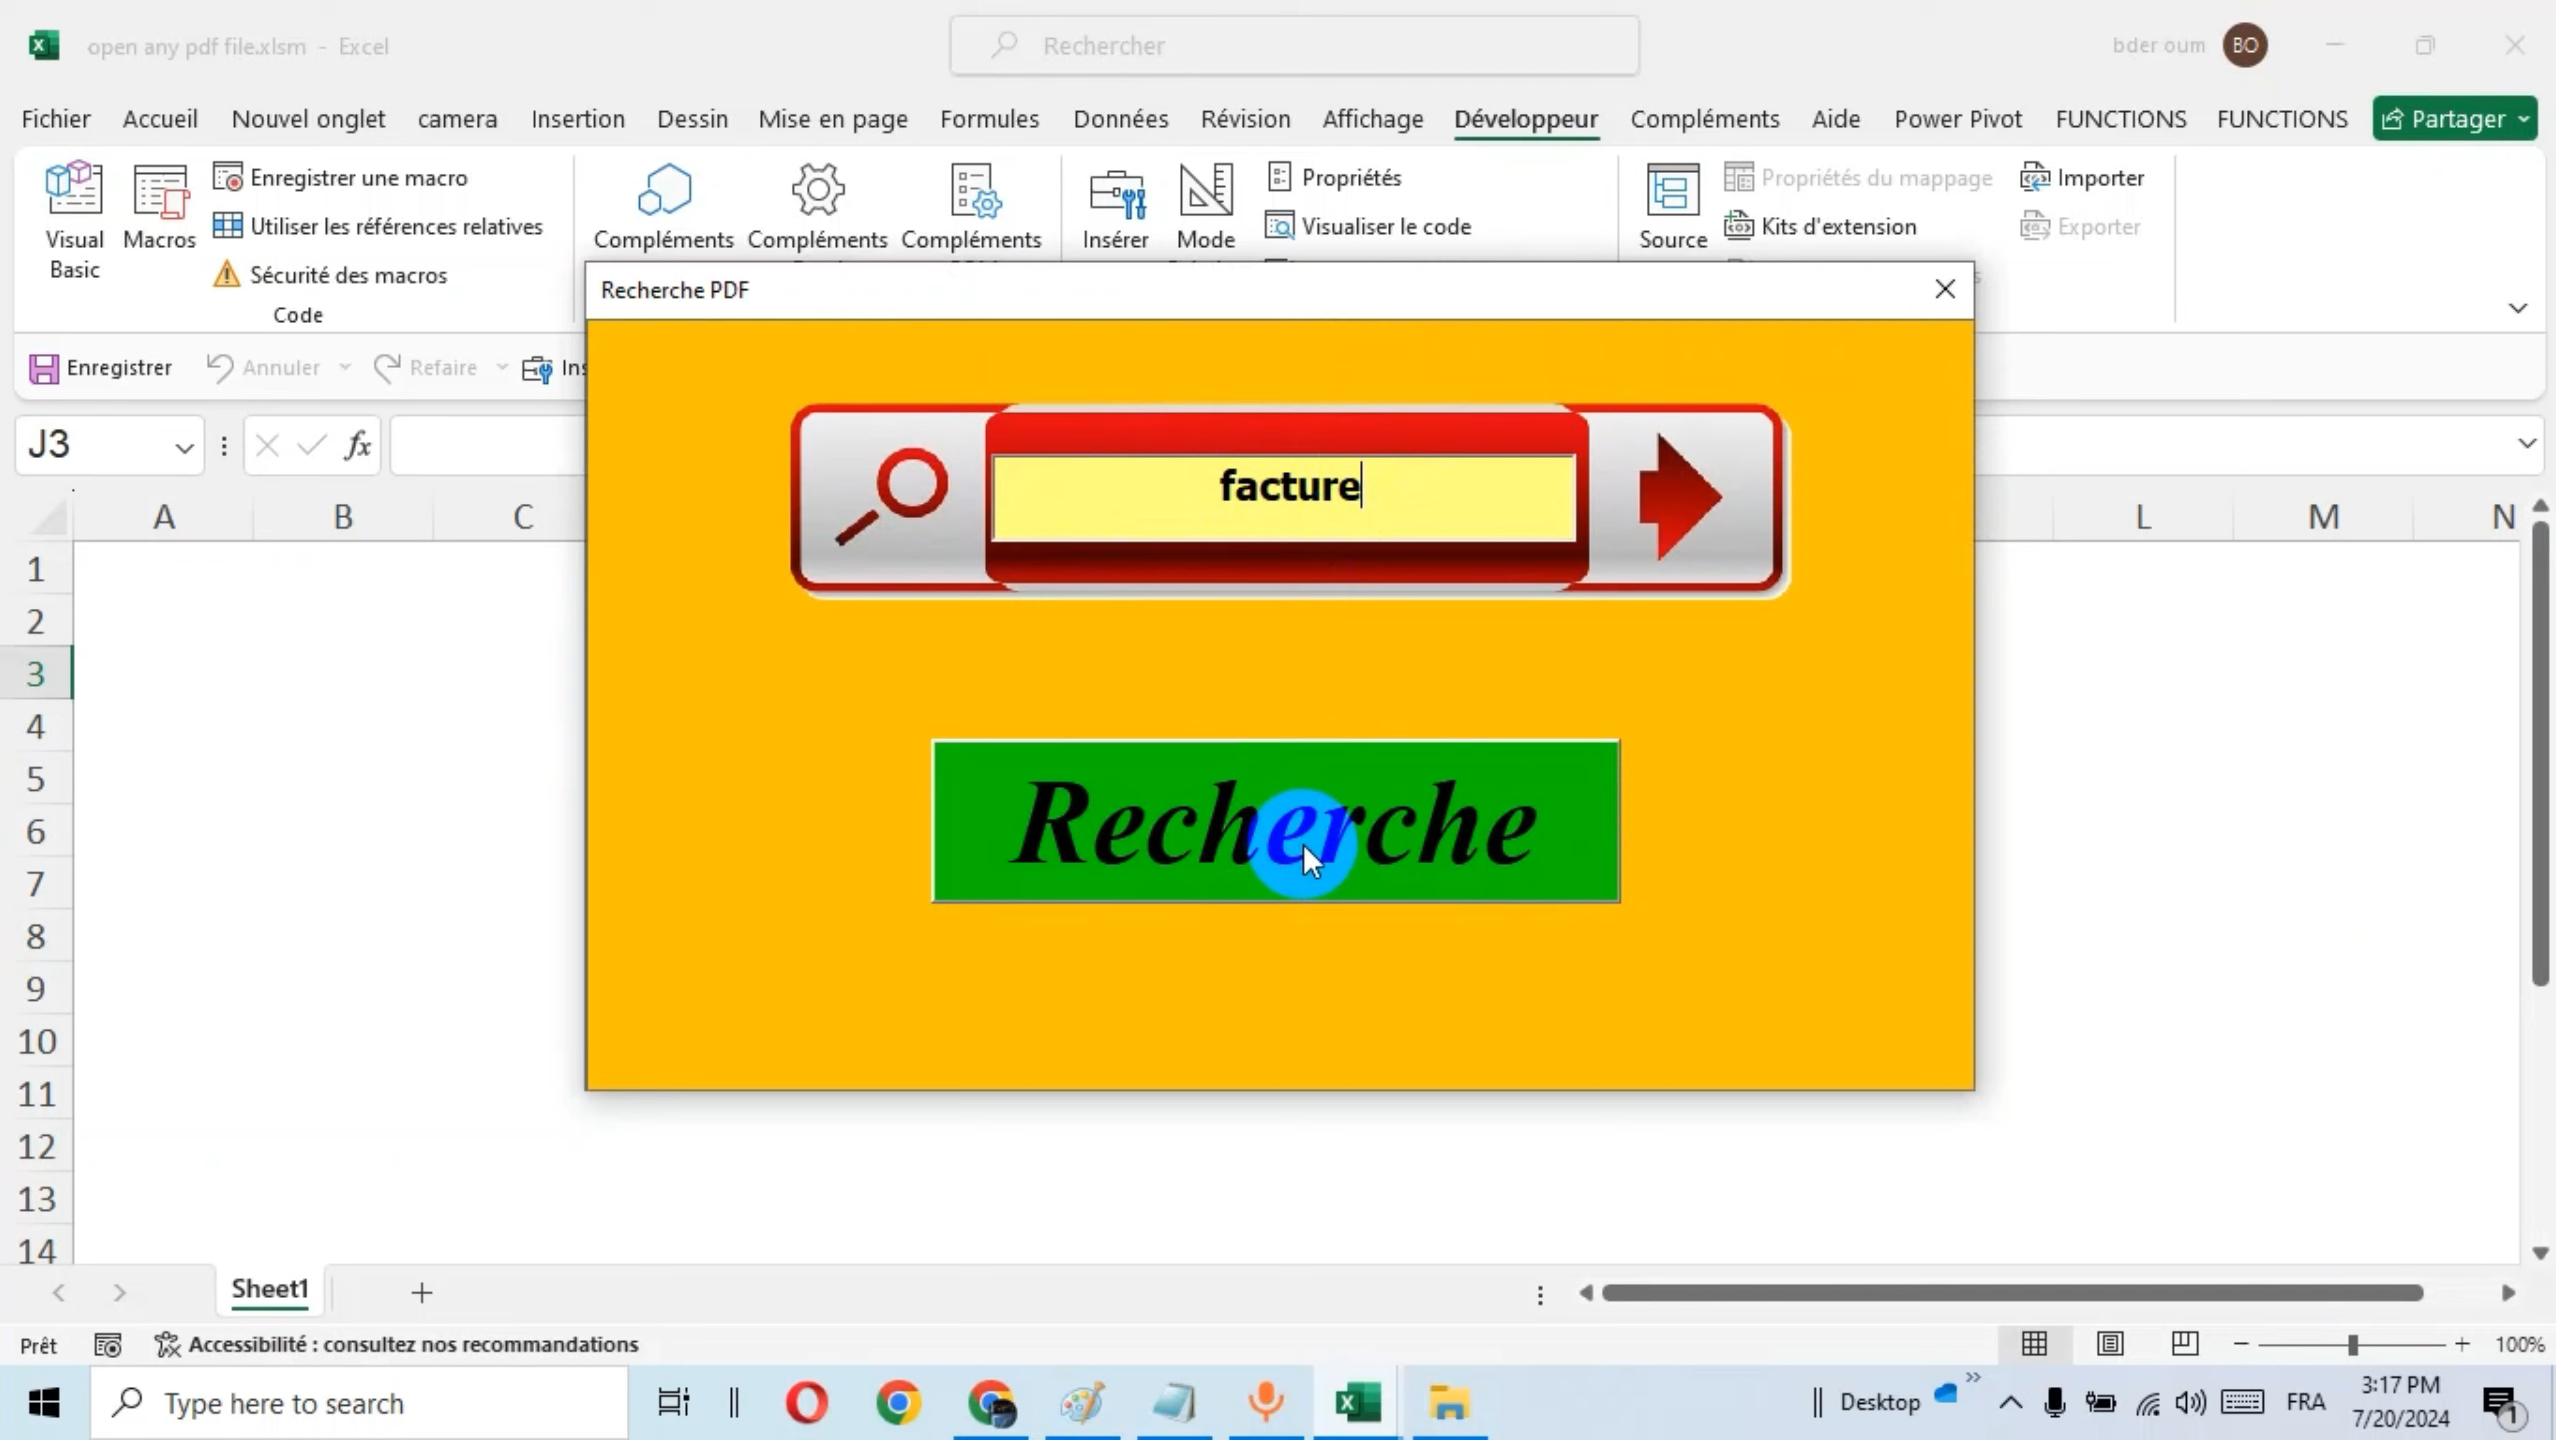 open any pdf file.xlsm - Excel
Rechercher
bder oum
BO
Fichier Accueil Nouvel onglet camera Insertion Dessin Mise en page Formules Données Révision Affichage Développeur Compléments Aide Power Pivot FUNCTIONS FUNCTIONS Partager
Visual Basic
Macros
Enregistrer une macro
Utiliser les références relatives
Sécurité des macros
Code
Compléments
Compléments
Compléments
Insérer
Mode
Propriétés
Visualiser le code
Source
Propriétés du mappage
Kits d'extension
Importer
Exporter
Enregistrer Annuler Refaire
J3
fx
Recherche PDF
facture
Recherche
A B C L M N
1
2
3
4
5
6
7
8
9
10
11
12
13
14
Sheet1
Prêt
Accessibilité : consultez nos recommandations
100%
Type here to search
Desktop
FRA
3:17 PM
7/20/2024
1